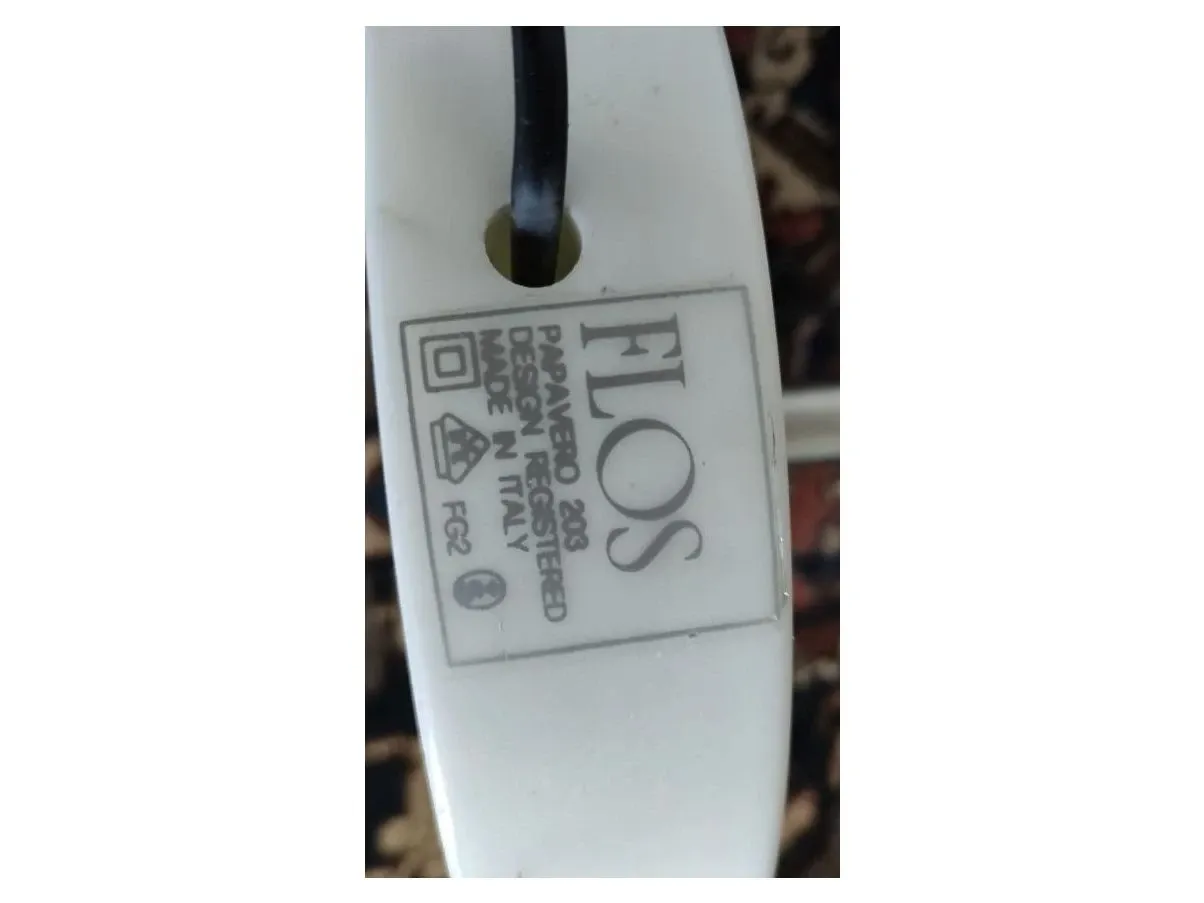 FLOS
PAPAVERO 203
DESIGN REGISTERED
MADE IN ITALY
FG2